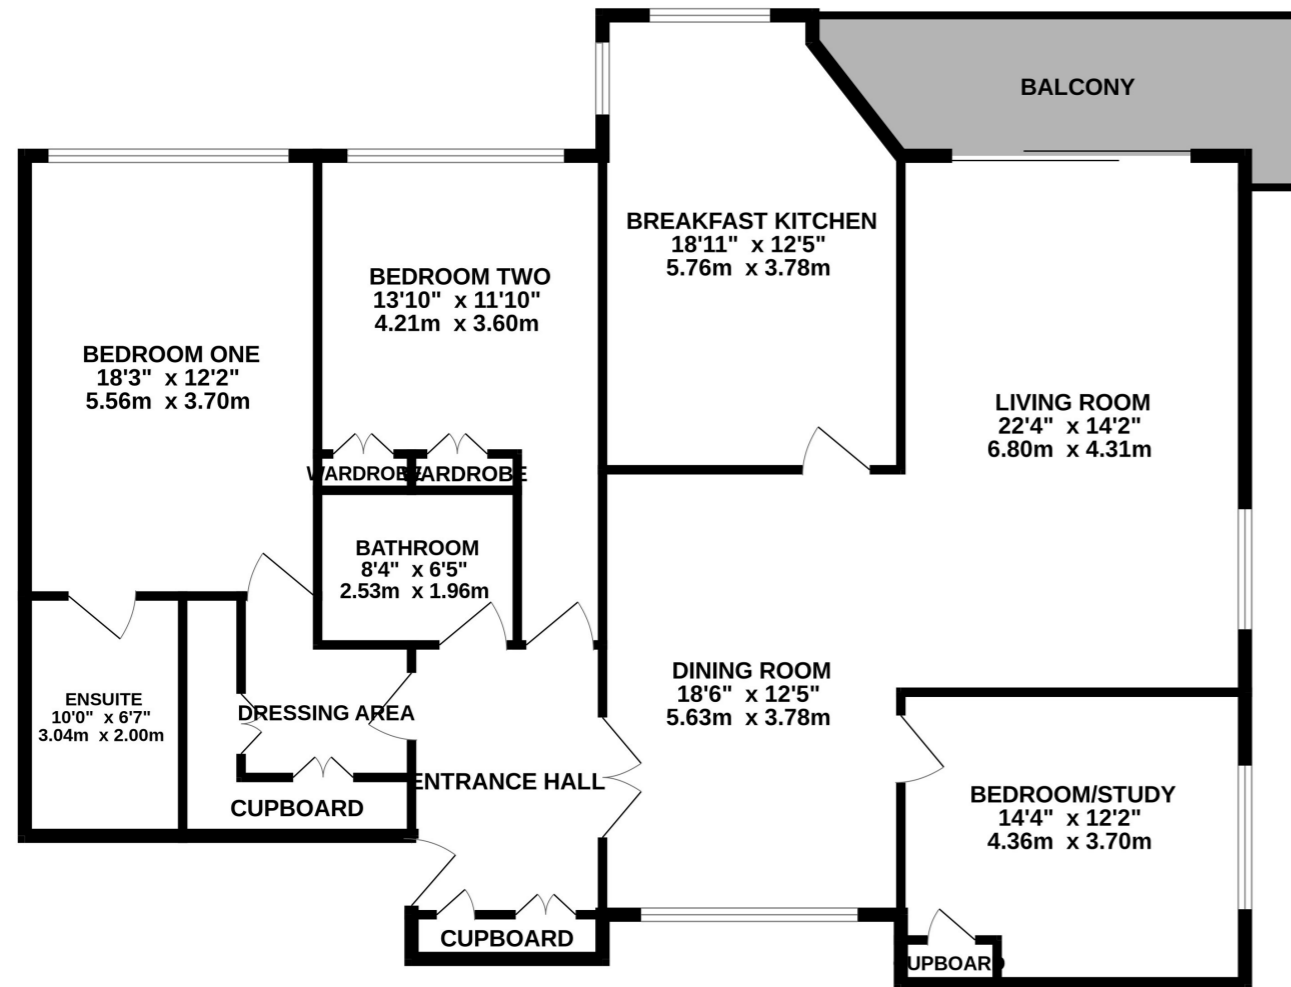 BALCONY
BREAKFAST KITCHEN
18'11" x 12'5"
5.76m x 3.78m
BEDROOM TWO
13'10" x 11'10"
4.21m x 3.60m
BEDROOM ONE
18'3" x 12'2"
5.56m x 3.70m
LIVING ROOM
22'4" x 14'2"
6.80m x 4.31m
WARDROBE
WARDROBE
BATHROOM
8'4" x 6'5"
2.53m x 1.96m
DINING ROOM
18'6" x 12'5"
5.63m x 3.78m
ENSUITE
10'0" x 6'7"
3.04m x 2.00m
DRESSING AREA
ENTRANCE HALL
CUPBOARD
BEDROOM/STUDY
14'4" x 12'2"
4.36m x 3.70m
CUPBOARD
CUPBOARD